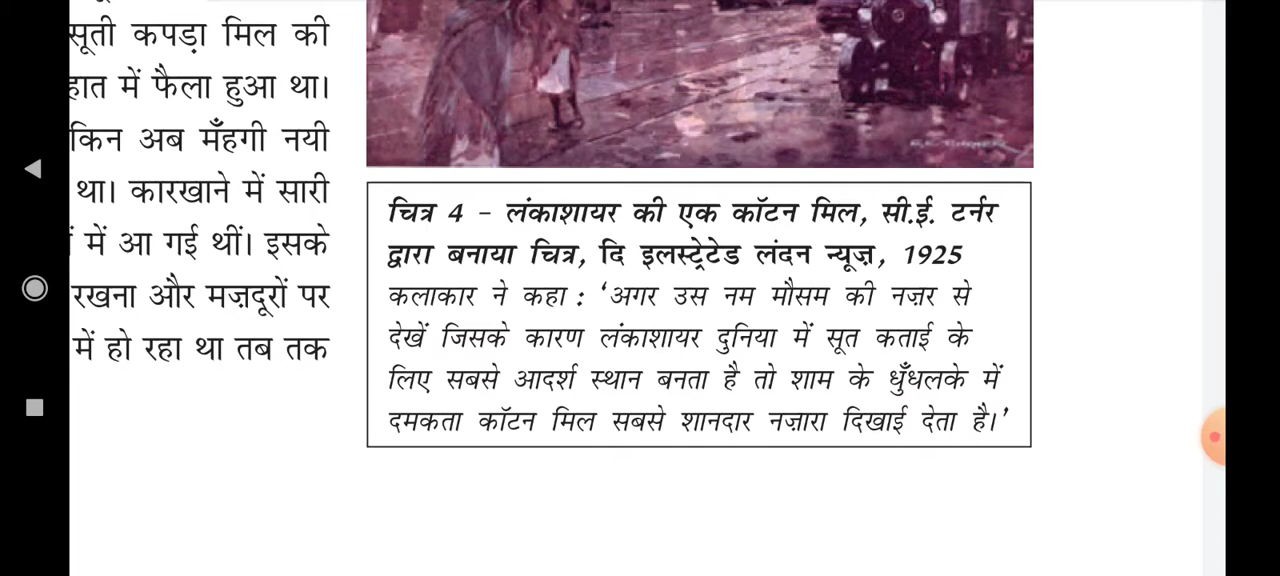 सूती कपड़ा मिल की
हात में फैला हुआ था।
किन अब मँहगी नयी
था। कारखाने में सारी
में आ गई थीं। इसके
रखना और मज़दूरों पर
में हो रहा था तब तक
चित्र 4 – लंकाशायर की एक कॉटन मिल, सी.ई. टर्नर
द्वारा बनाया चित्र, दि इलस्ट्रेटेड लंदन न्यूज़, 1925
कलाकार ने कहा : ‘अगर उस नम मौसम की नज़र से
देखें जिसके कारण लंकाशायर दुनिया में सूत कताई के
लिए सबसे आदर्श स्थान बनता है तो शाम के धुँधलके में
दमकता कॉटन मिल सबसे शानदार नज़ारा दिखाई देता है।’